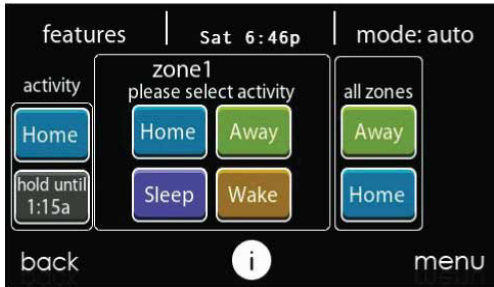 features
Sat 6:46p
mode: auto
activity
Home
hold until
1:15a
zone1
please select activity
Home
Away
Sleep
Wake
all zones
Away
Home
back
i
menu